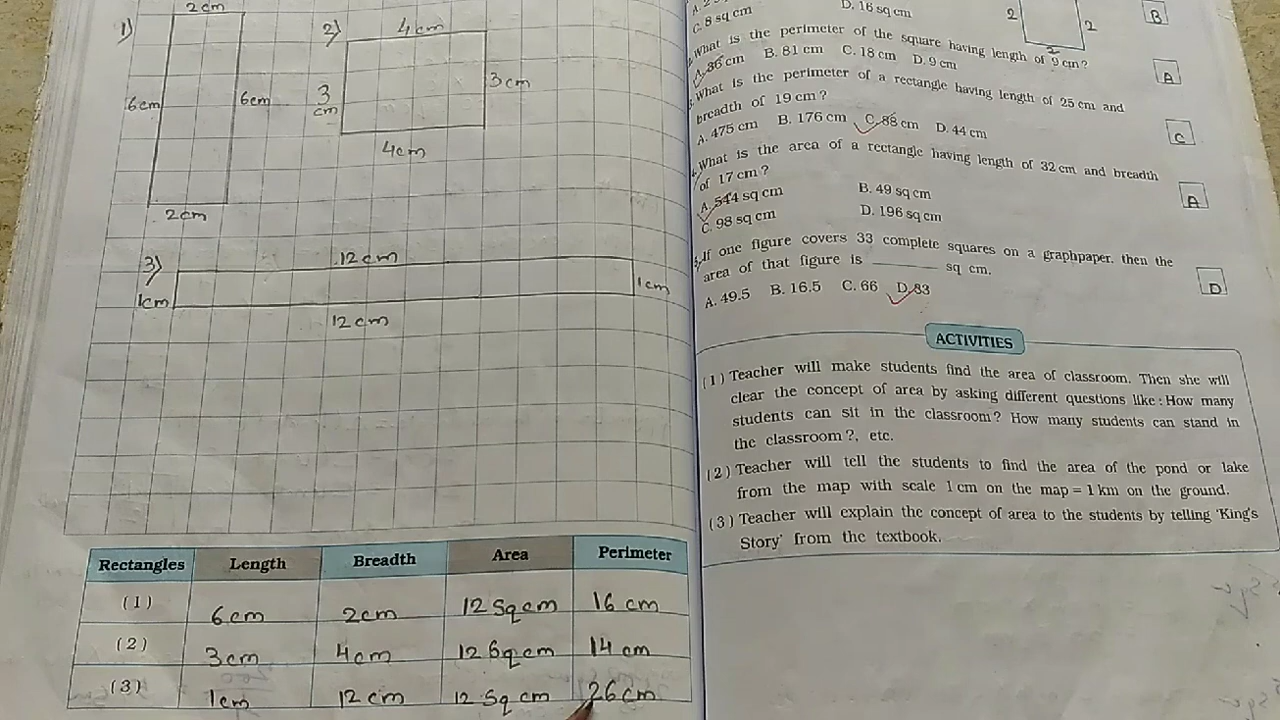 2cm
1)
6cm
6cm
2cm
2)
4cm
3
cm
3cm
4cm
3)
12cm
1cm
1cm
12cm
Rectangles Length Breadth Area Perimeter
(1) 6cm 2cm 12 Sqcm 16 cm
(2) 3cm 4cm 12 Sqcm 14 cm
(3) 1cm 12cm 12 Sqcm 26cm
C. 8 sq cm D. 16 sq cm
2
2
2
B
What is the perimeter of the square having length of 9 cm?
A. 36 cm B. 81 cm C. 18 cm D. 9 cm
A
What is the perimeter of a rectangle having length of 25 cm and
breadth of 19 cm?
A. 475 cm B. 176 cm C. 88 cm D. 44 cm
C
What is the area of a rectangle having length of 32 cm and breadth
of 17 cm?
A. 544 sq cm B. 49 sq cm
C. 98 sq cm D. 196 sq cm
A
If one figure covers 33 complete squares on a graphpaper, then the
area of that figure is ________ sq cm.
A. 49.5 B. 16.5 C. 66 D. 33
D
ACTIVITIES
(1) Teacher will make students find the area of classroom. Then she will
clear the concept of area by asking different questions like : How many
students can sit in the classroom? How many students can stand in
the classroom?, etc.
(2) Teacher will tell the students to find the area of the pond or lake
from the map with scale 1 cm on the map = 1 km on the ground.
(3) Teacher will explain the concept of area to the students by telling 'King's
Story' from the textbook.